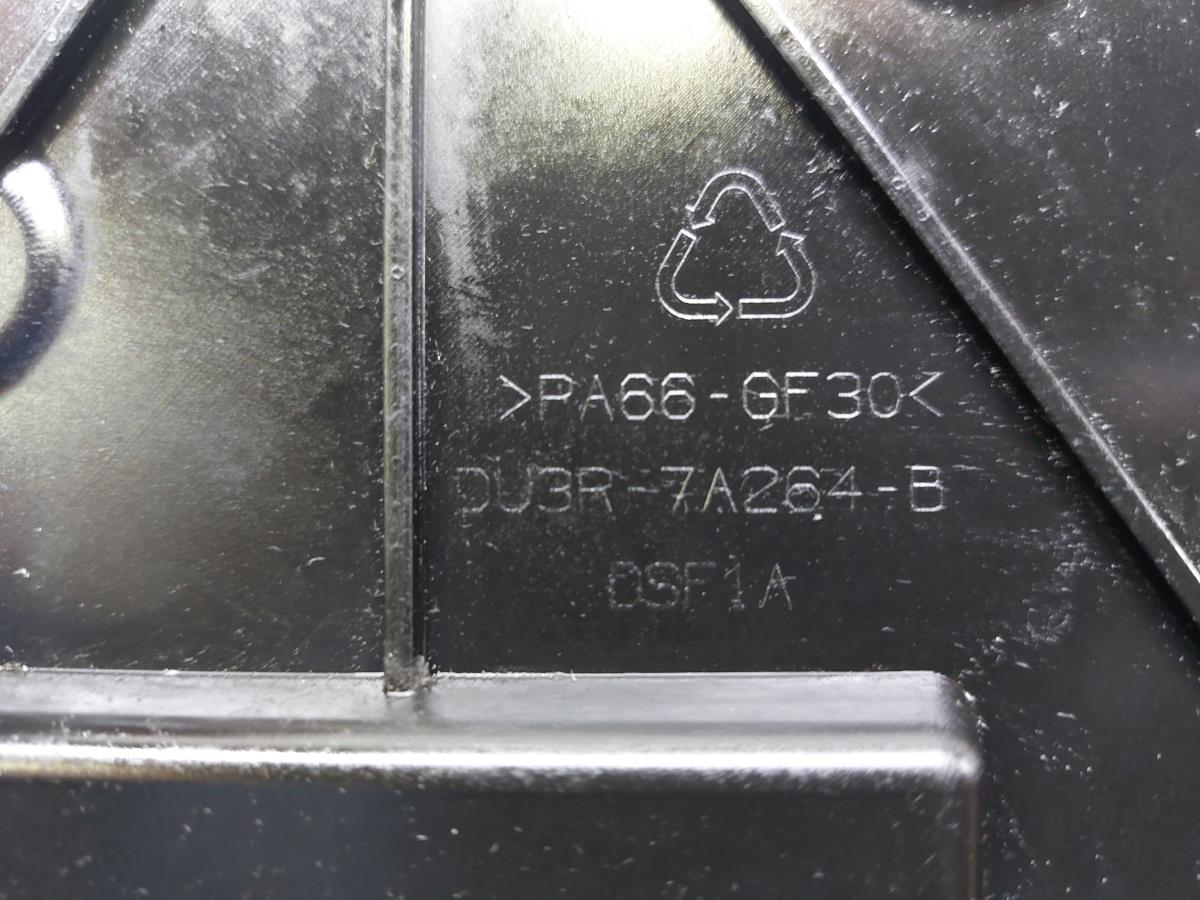 >PA66-GF30<
DU3R-7A264-B
DSF1A